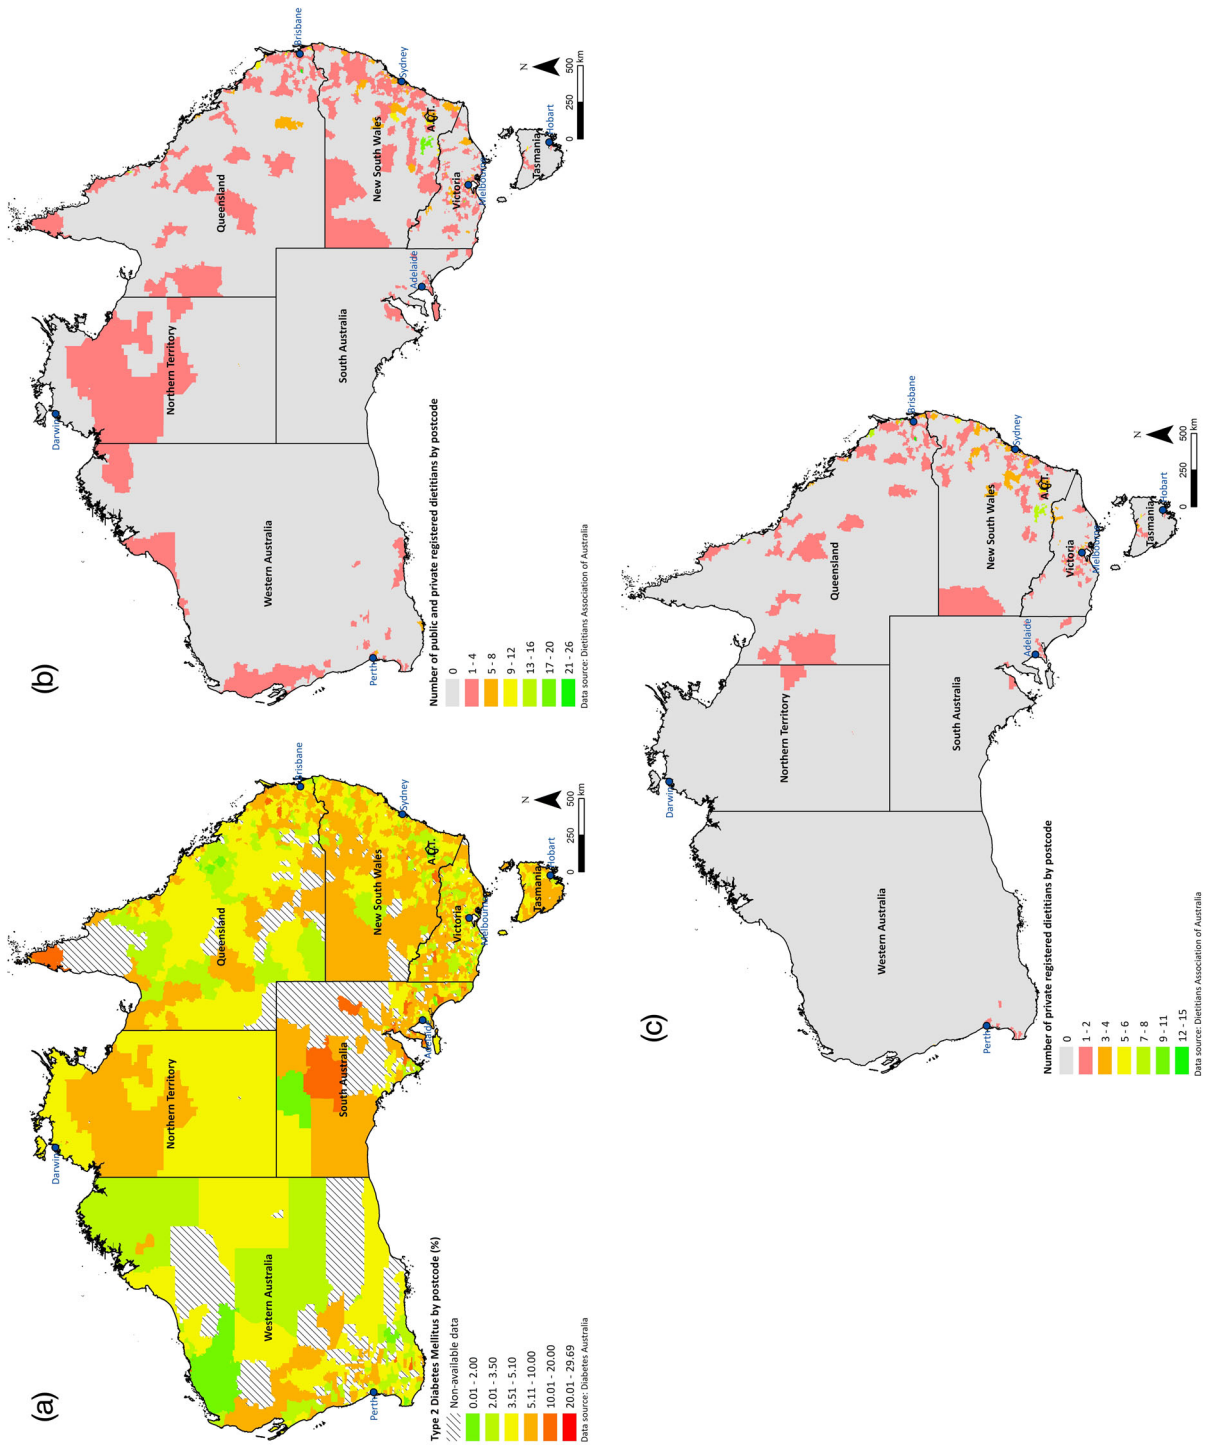 (a)
Darwin
Northern Territory
Queensland
Western Australia
South Australia
Brisbane
New South Wales
Perth
Adelaide
Sydney
A.C.T.
Victoria
Melbourne
Tasmania
Hobart
N
0 250 500
km
Type 2 Diabetes Mellitus by postcode (%)
Non-available data
0.01 - 2.00
2.01 - 3.50
3.51 - 5.10
5.11 - 10.00
10.01 - 20.00
20.01 - 29.69
Data source: Diabetes Australia
(b)
Darwin
Northern Territory
Queensland
Western Australia
South Australia
Brisbane
New South Wales
Perth
Adelaide
Sydney
A.C.T.
Victoria
Melbourne
Tasmania
Hobart
N
0 250 500
km
Number of public and private registered dietitians by postcode
0
1 - 4
5 - 8
9 - 12
13 - 16
17 - 20
21 - 26
Data source: Dietitians Association of Australia
(c)
Darwin
Northern Territory
Queensland
Western Australia
South Australia
Brisbane
New South Wales
Perth
Adelaide
Sydney
A.C.T.
Victoria
Melbourne
Tasmania
Hobart
N
0 250 500
km
Number of private registered dietitians by postcode
0
1 - 2
3 - 4
5 - 6
7 - 8
9 - 11
12 - 15
Data source: Dietitians Association of Australia